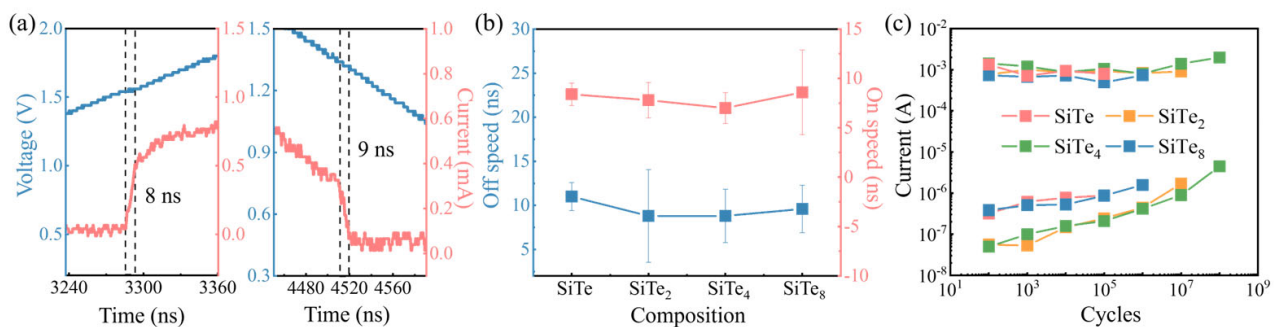 (a)
2.0
1.5
1.0
0.5
Voltage (V)
1.5
1.0
0.5
0.0
8 ns
3240 3300 3360
Time (ns)
1.5
1.2
0.9
0.6
0.3
1.0
0.8
0.6
0.4
0.2
0.0
Current (mA)
9 ns
4480 4520 4560
Time (ns)
(b)
30
25
20
15
10
5
Off speed (ns)
15
10
5
0
-5
-10
On speed (ns)
SiTe SiTe₂ SiTe₄ SiTe₈
Composition
(c)
10⁻²
10⁻³
10⁻⁴
10⁻⁵
10⁻⁶
10⁻⁷
10⁻⁸
Current (A)
SiTe SiTe₂
SiTe₄ SiTe₈
10¹ 10³ 10⁵ 10⁷ 10⁹
Cycles